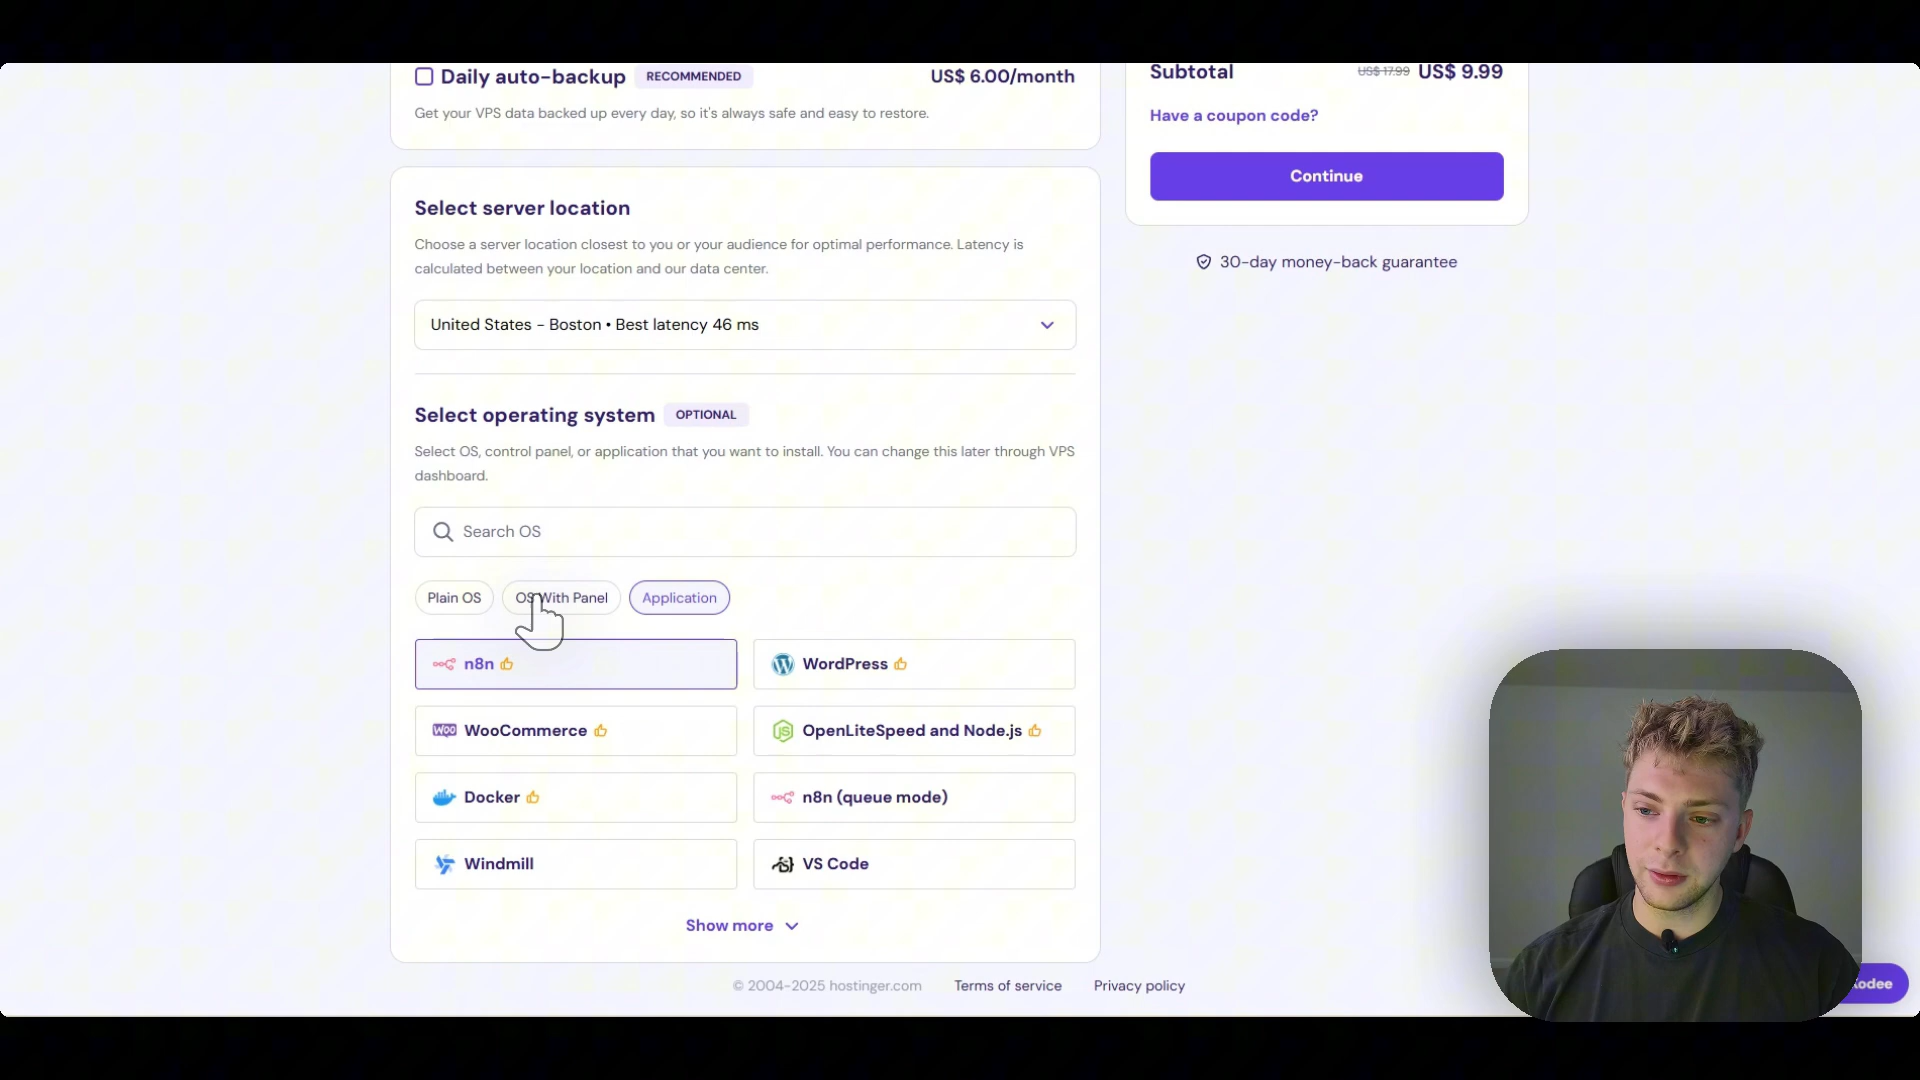 Daily auto-backup RECOMMENDED US$ 6.00/month
Get your VPS data backed up every day, so it's always safe and easy to restore.
Subtotal US$ 17.99 US$ 9.99
Have a coupon code?
Continue
30-day money-back guarantee
Select server location
Choose a server location closest to you or your audience for optimal performance. Latency is
calculated between your location and our data center.
United States - Boston • Best latency 46 ms
Select operating system OPTIONAL
Select OS, control panel, or application that you want to install. You can change this later through VPS
dashboard.
Search OS
Plain OS OS With Panel Application
n8n WordPress
WooCommerce OpenLiteSpeed and Node.js
Docker n8n (queue mode)
Windmill VS Code
Show more
© 2004-2025 hostinger.com Terms of service Privacy policy